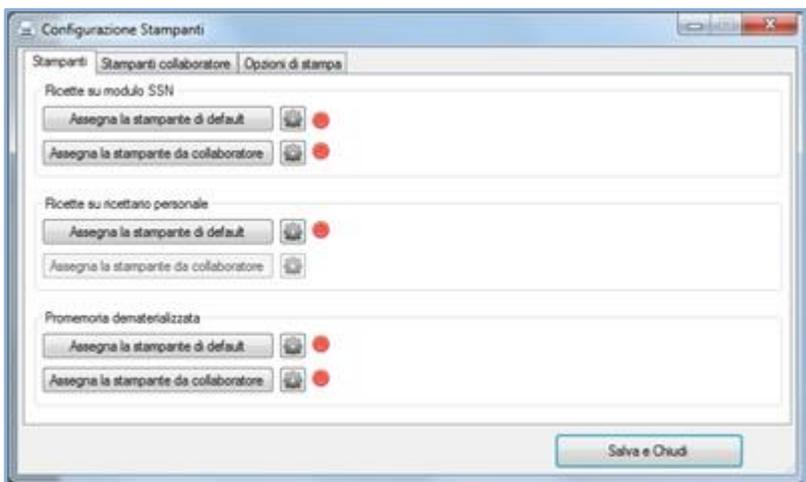 Configurazione Stampanti
Stampanti Stampanti collaboratore Opzioni di stampa
Ricette su modulo SSN
Assegna la stampante di default
Assegna la stampante da collaboratore
Ricette su ricettario personale
Assegna la stampante di default
Assegna la stampante da collaboratore
Promemoria dematerializzata
Assegna la stampante di default
Assegna la stampante da collaboratore
Salva e Chiudi